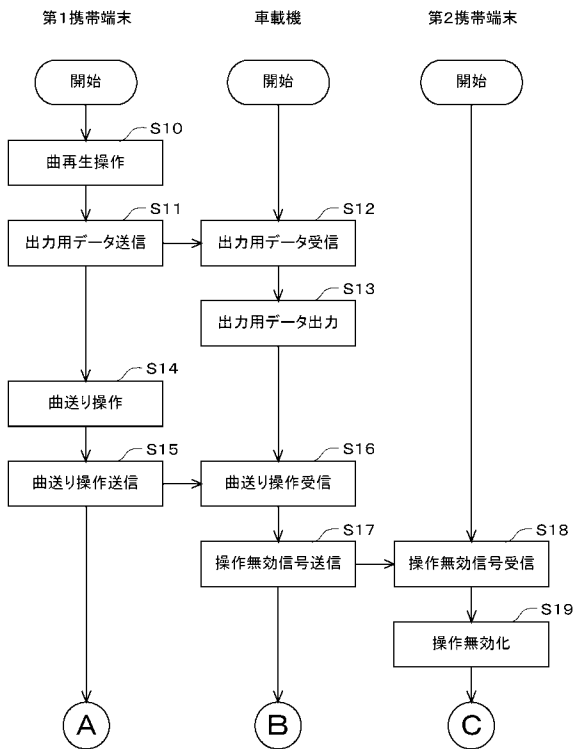 第1携帯端末
車載機
第2携帯端末
開始
開始
開始
S10
曲再生操作
S11
S12
出力用データ送信
出力用データ受信
S13
出力用データ出力
S14
曲送り操作
S15
S16
曲送り操作送信
曲送り操作受信
S17
S18
操作無効信号送信
操作無効信号受信
S19
操作無効化
A
B
C